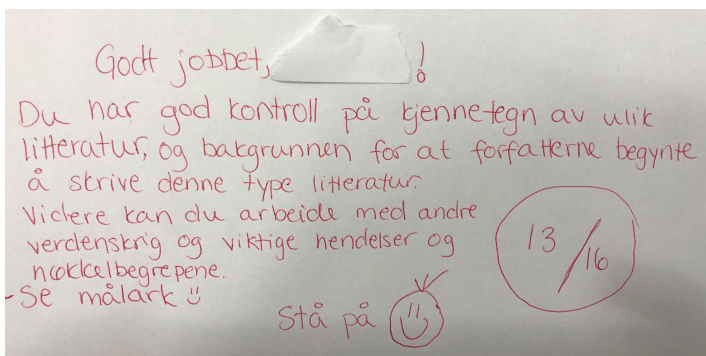 Godt jobbet, !
Du har god kontroll på kjennetegn av ulik
litteratur, og bakgrunnen for at forfatterne begynte
å skrive denne type litteratur.
Videre kan du arbeide med andre
verdenskrig og viktige hendelser og
nøkkelbegrepene.
- Se målark ü
13/16
Stå på